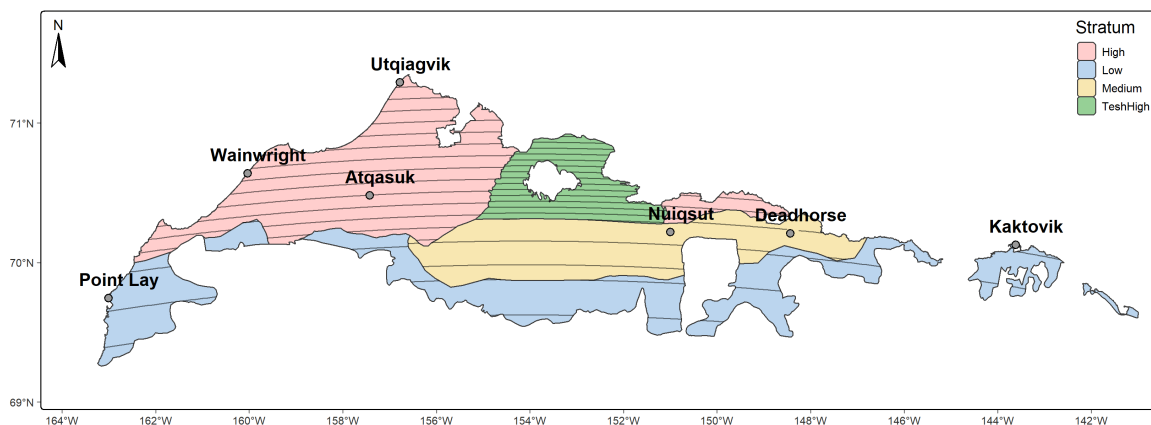 N
Stratum
High
Low
Medium
TeshHigh
Utqiagvik
Wainwright
Atqasuk
Nuiqsut
Deadhorse
Kaktovik
Point Lay
71°N
70°N
69°N
164°W 162°W 160°W 158°W 156°W 154°W 152°W 150°W 148°W 146°W 144°W 142°W